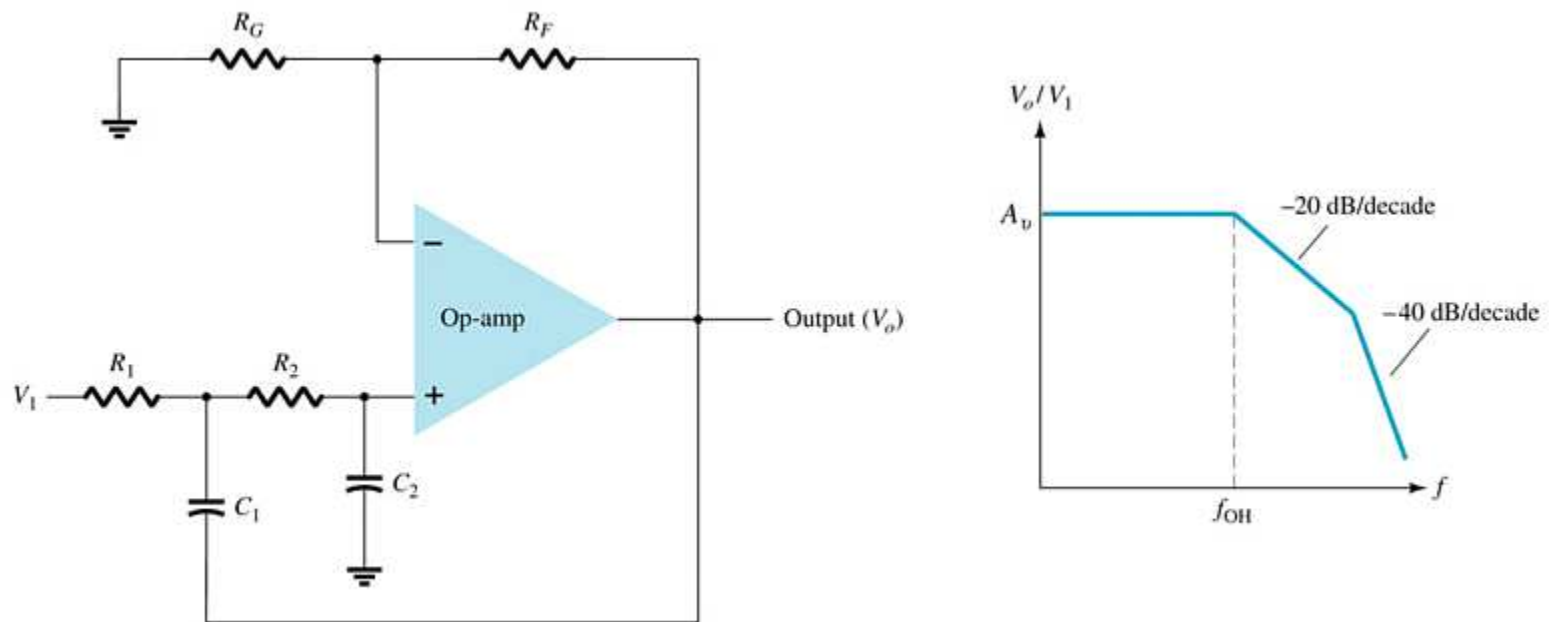 R_G
R_F
−
Op-amp
Output (V_o)
V_1
R_1
R_2
+
C_1
C_2
V_o/V_1
A_υ
−20 dB/decade
−40 dB/decade
f
f_OH